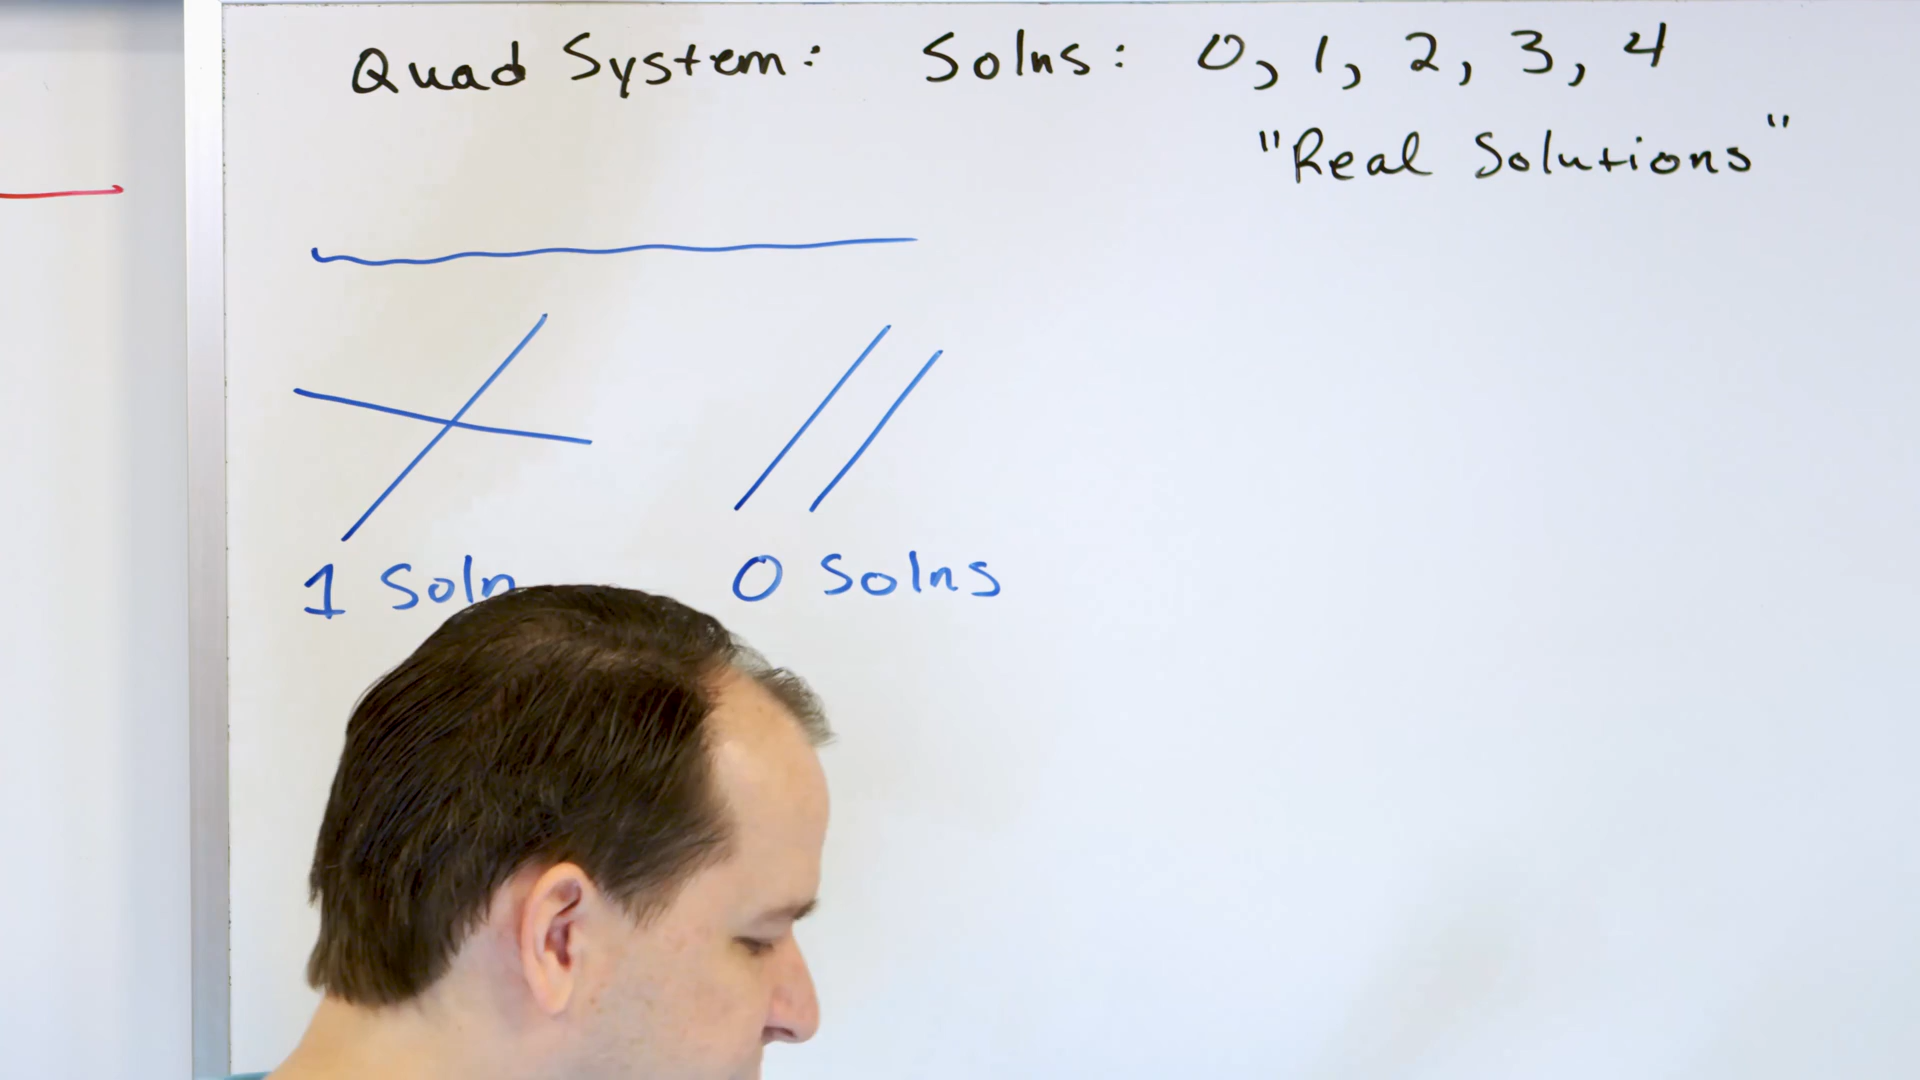 Quad System: Solns: 0, 1, 2, 3, 4
"Real Solutions"
1 Soln 0 Solns